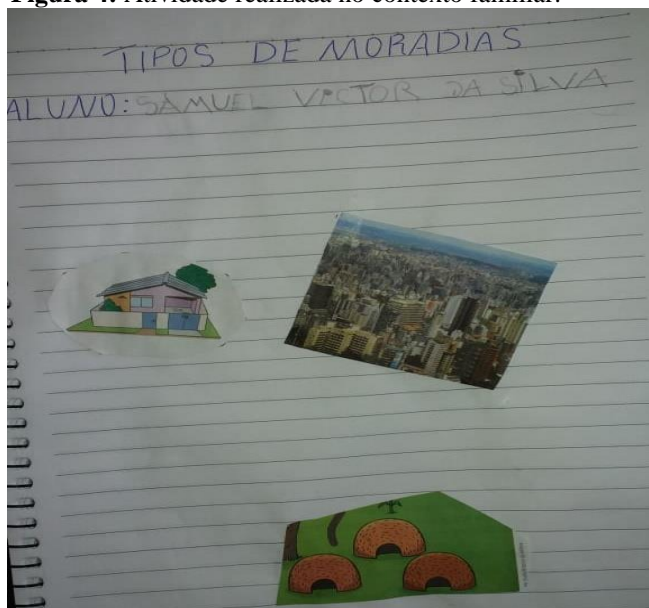 Figura 4. Atividade realizada no contexto familiar.
TIPOS DE MORADIAS
ALUNO: SAMUEL VICTOR DA SILVA